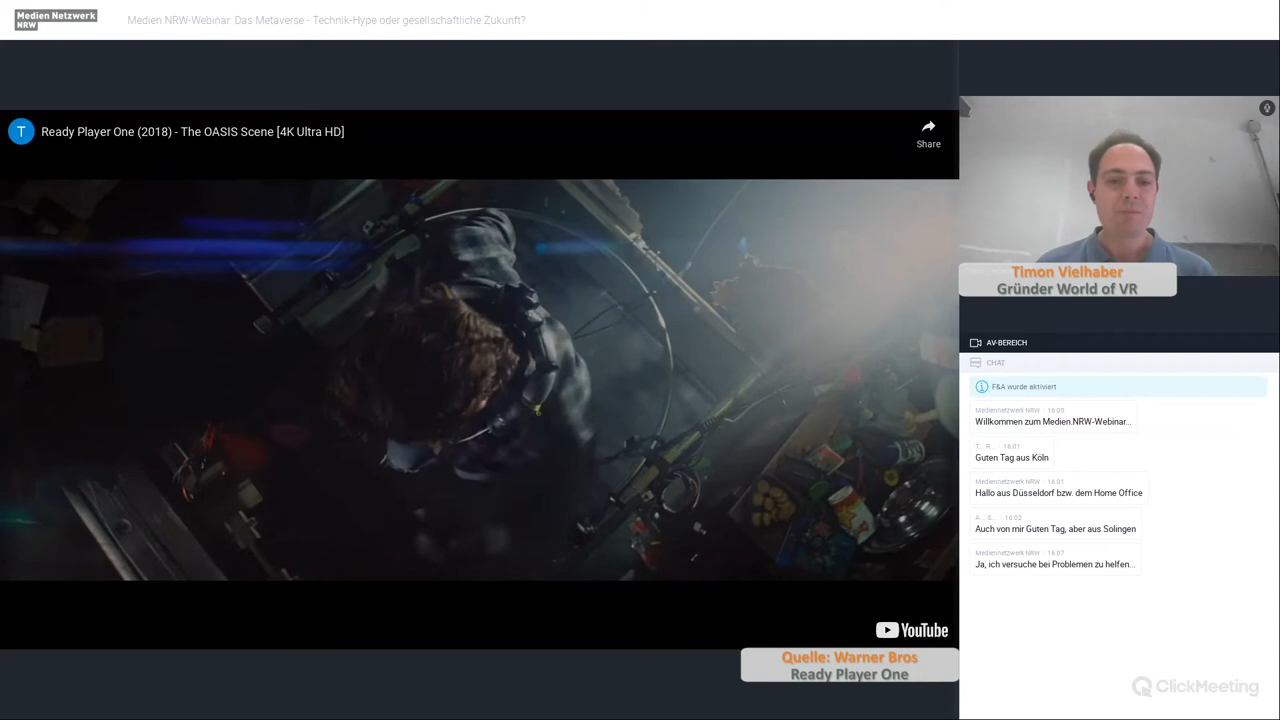 Medien Netzwerk
NRW
Medien.NRW-Webinar: Das Metaverse - Technik-Hype oder gesellschaftliche Zukunft?
T
Ready Player One (2018) - The OASIS Scene [4K Ultra HD]
Share
YouTube
Quelle: Warner Bros
Ready Player One
Timon Vielhaber
Gründer World of VR
AV-BEREICH
CHAT
F&A wurde aktiviert
Mediennetzwerk NRW 16:00
Willkommen zum Medien.NRW-Webinar...
T... R... 16:01
Guten Tag aus Köln
Mediennetzwerk NRW 16:01
Hallo aus Düsseldorf bzw. dem Home Office
A... S... 16:02
Auch von mir Guten Tag, aber aus Solingen
Mediennetzwerk NRW 16:07
Ja, ich versuche bei Problemen zu helfen...
ClickMeeting